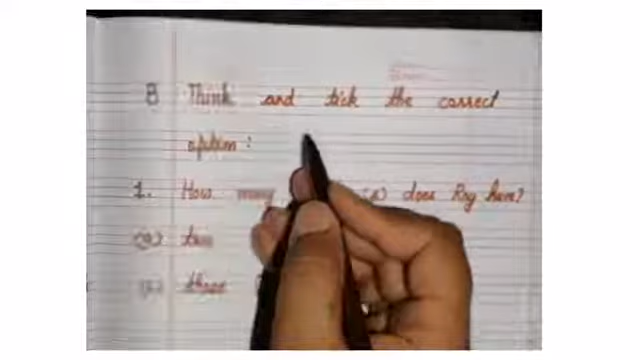 B Think and tick the correct
option :
1. How many (s) does Roy have?
(a) two
three